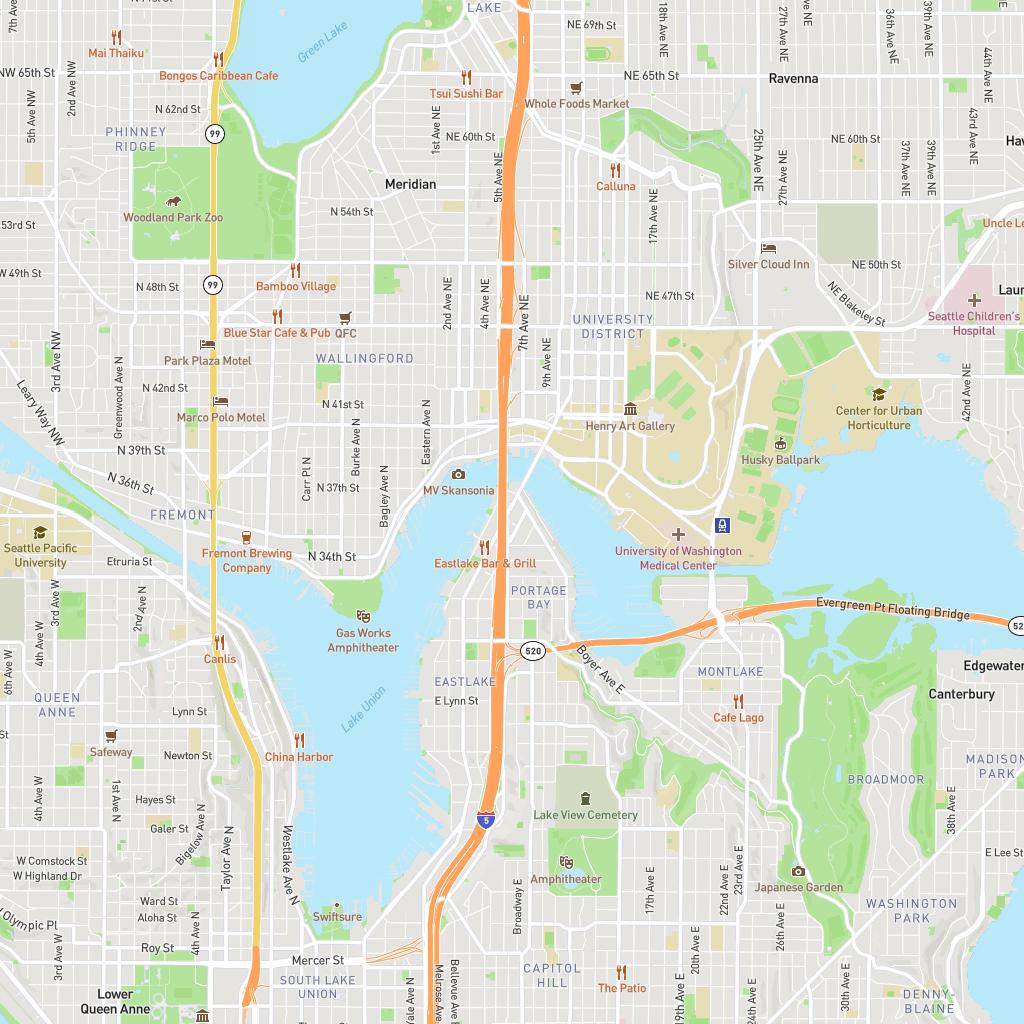 LAKE
NE 69th St
18th Ave NE
27th Ave NE
36th Ave NE
39th Ave NE
7th Ave
Green Lake
Mai Thaiku
NW 65th St
2nd Ave NW
Bongos Caribbean Cafe
Tsui Sushi Bar
NE 65th St
Ravenna
44th Ave NE
Whole Foods Market
5th Ave NW
N 62nd St
1st Ave NE
PHINNEY
RIDGE
99
NE 60th St
NE 60th St
25th Ave NE
43rd Ave NE
37th Ave NE
39th Ave NE
5th Ave NE
Meridian
Calluna
27th Ave NE
17th Ave NE
Woodland Park Zoo
N 54th St
53rd St
Uncle Le
Silver Cloud Inn
NE 50th St
W 49th St
N 48th St
99
Bamboo Village
2nd Ave NE
4th Ave NE
7th Ave NE
NE 47th St
NE Blakeley St
Laur
Seattle Children's
Hospital
Blue Star Cafe & Pub
QFC
UNIVERSITY
DISTRICT
3rd Ave NW
Park Plaza Motel
WALLINGFORD
9th Ave NE
Leary Way NW
Greenwood Ave N
N 42nd St
42nd Ave NE
Marco Polo Motel
N 41st St
Eastern Ave N
Henry Art Gallery
Center for Urban
Horticulture
N 39th St
Burke Ave N
Husky Ballpark
N 36th St
Carr Pl N
N 37th St
Bagley Ave N
MV Skansonia
FREMONT
Seattle Pacific
University
Fremont Brewing
Company
N 34th St
Eastlake Bar & Grill
University of Washington
Medical Center
Etruria St
3rd Ave W
2nd Ave N
PORTAGE
BAY
Evergreen Pt Floating Bridge
Gas Works
Amphitheater
4th Ave W
Canlis
520
Boyer Ave E
6th Ave W
MONTLAKE
Edgewater
QUEEN
ANNE
EASTLAKE
E Lynn St
Canterbury
Lynn St
Lake Union
Cafe Lago
Safeway
Newton St
China Harbor
MADISON
PARK
BROADMOOR
4th Ave W
1st Ave N
Hayes St
Lake View Cemetery
38th Ave E
5
Galer St
Bigelow Ave N
Taylor Ave N
Westlake Ave N
E Lee St
W Comstock St
W Highland Dr
Amphitheater
17th Ave E
22nd Ave E
23rd Ave E
Japanese Garden
Ward St
Aloha St
Swiftsure
Broadway E
WASHINGTON
PARK
Olympic Pl
4th Ave N
26th Ave E
Roy St
3rd Ave W
Mercer St
20th Ave E
CAPITOL
HILL
SOUTH LAKE
UNION
The Patio
30th Ave E
Lower
Queen Anne
Yale Ave N
Melrose Ave
Bellevue Ave
19th Ave E
24th Ave E
DENNY-
BLAINE